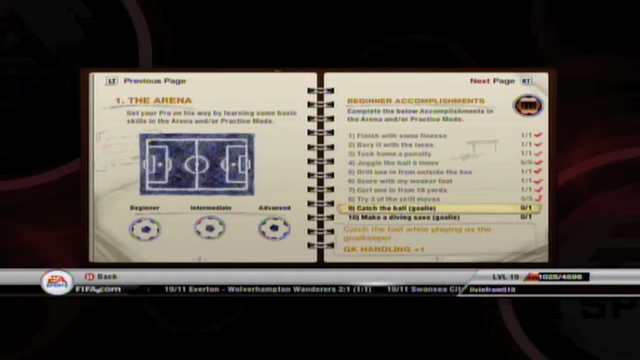 LT Previous Page
Next Page RT
1. THE ARENA
Get your Pro on his way by learning some basic
skills in the Arena and/or Practice Mode.
Beginner
Intermediate
Advanced
BEGINNER ACCOMPLISHMENTS
Complete the below Accomplishments in
the Arena and/or Practice Mode.
1) Finish with some finesse 1/1
2) Bury it with the laces 1/1
3) Tuck home a penalty 1/1
4) Juggle the ball 5 times 5/5
5) Drill one in from outside the box 1/1
6) Score with my weaker foot 1/1
7) Curl one in from 18 yards 1/1
8) Try 3 of the skill moves 3/3
9) Catch the ball (goalie) 0/1
10) Make a diving save (goalie) 0/1
Catch the ball while playing as the
goalkeeper
GK HANDLING +1
EA
SPORTS
B Back
LVL 19
FIFA.com
19/11 Everton - Wolverhampton Wanderers 2:1 (1:1) 19/11 Swansea City